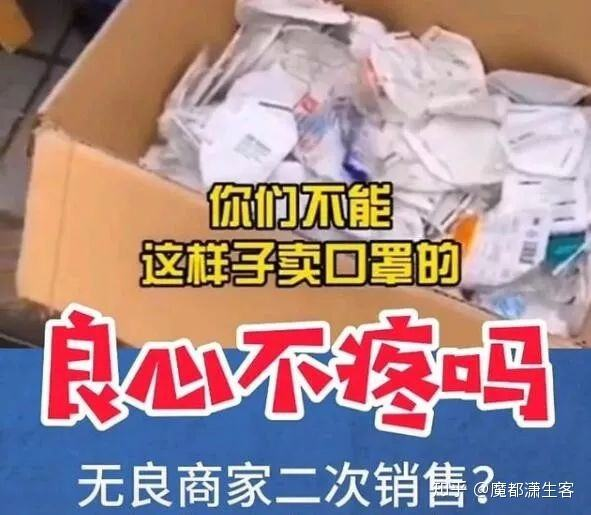 你们不能
这样子卖口罩的
良心不疼吗
无良商家二次销售?
知乎 @魔都潇生客